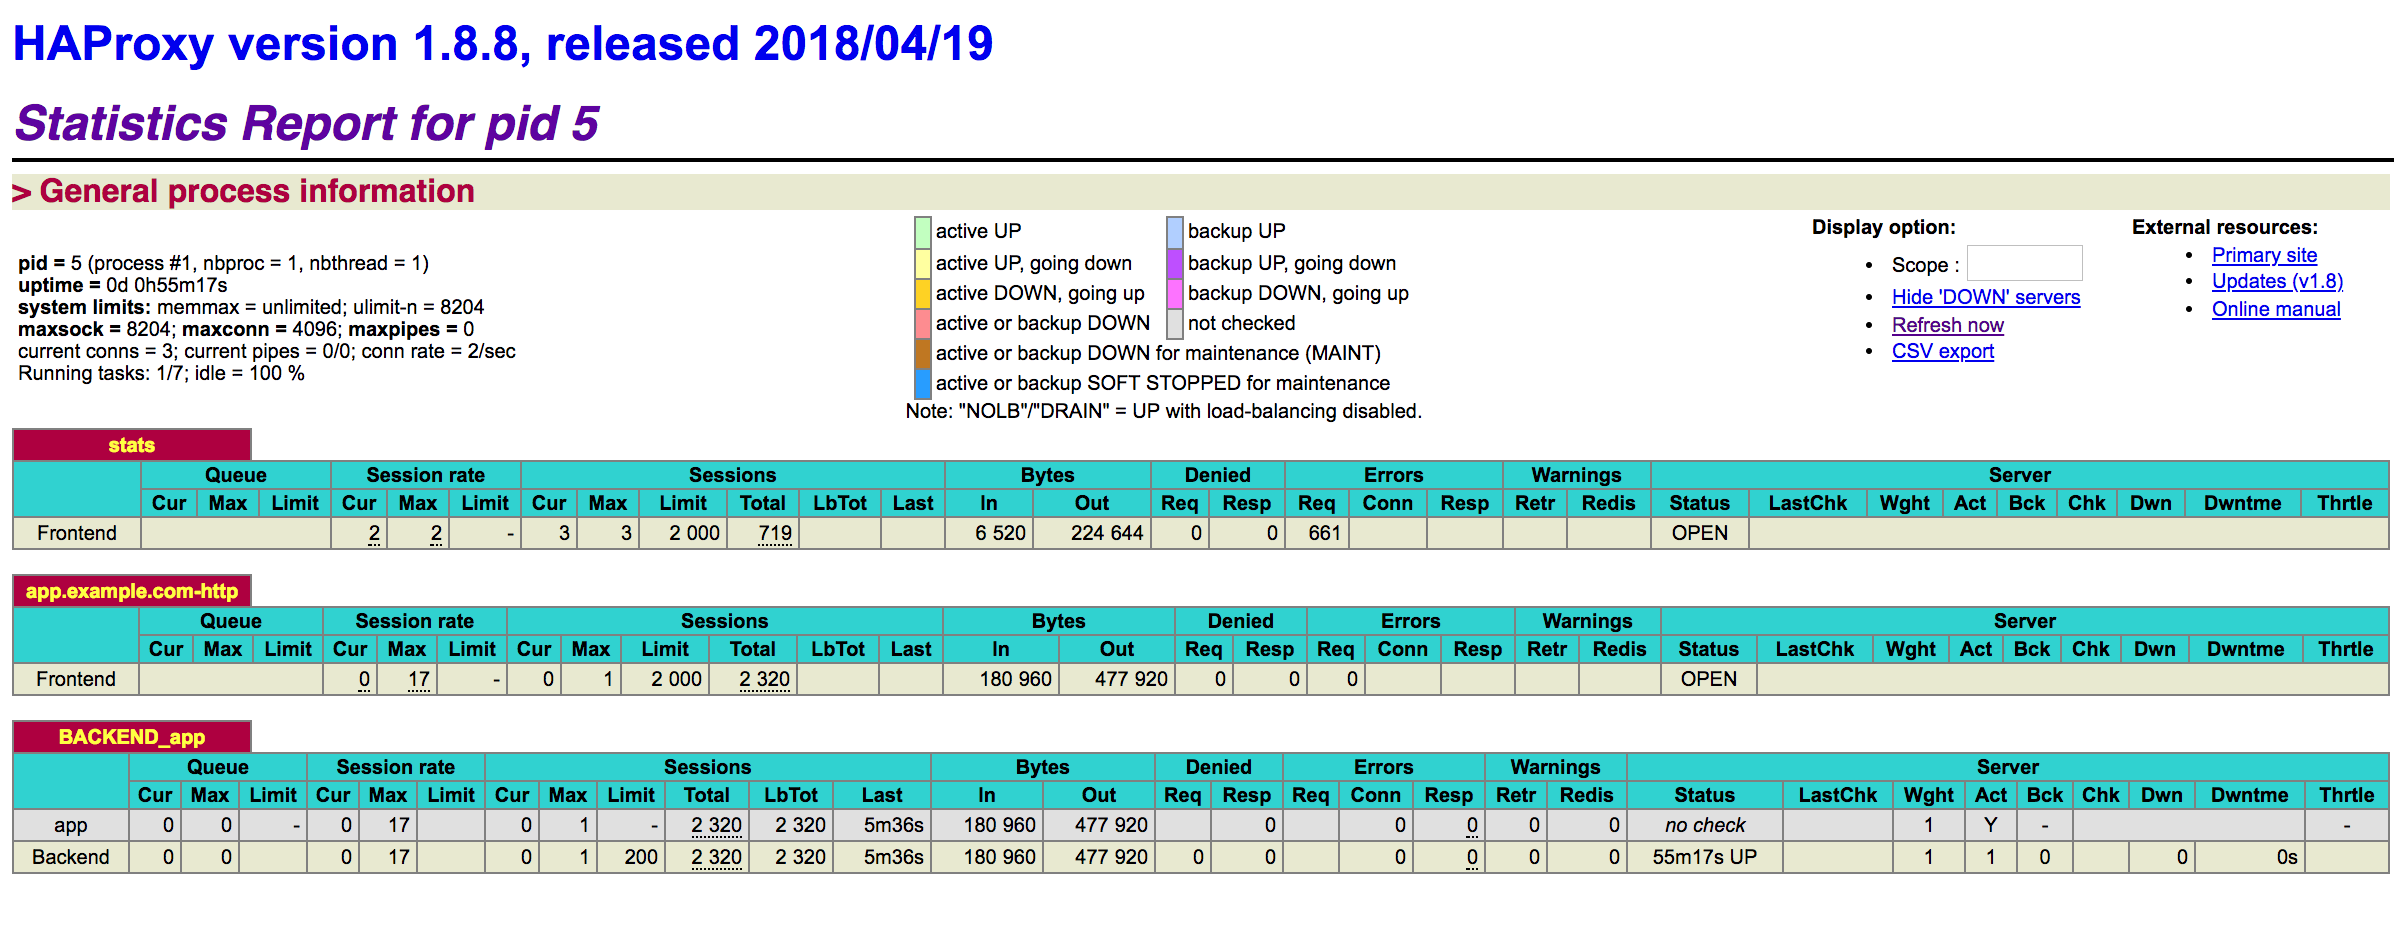 HAProxy version 1.8.8, released 2018/04/19
Statistics Report for pid 5
> General process information
pid = 5 (process #1, nbproc = 1, nbthread = 1)
uptime = 0d 0h55m17s
system limits: memmax = unlimited; ulimit-n = 8204
maxsock = 8204; maxconn = 4096; maxpipes = 0
current conns = 3; current pipes = 0/0; conn rate = 2/sec
Running tasks: 1/7; idle = 100 %
active UP backup UP
active UP, going down backup UP, going down
active DOWN, going up backup DOWN, going up
active or backup DOWN not checked
active or backup DOWN for maintenance (MAINT)
active or backup SOFT STOPPED for maintenance
Note: "NOLB"/"DRAIN" = UP with load-balancing disabled.
Display option:
• Scope :
• Hide 'DOWN' servers
• Refresh now
• CSV export
External resources:
• Primary site
• Updates (v1.8)
• Online manual
stats
Queue Session rate Sessions Bytes Denied Errors Warnings Server
Cur Max Limit Cur Max Limit Cur Max Limit Total LbTot Last In Out Req Resp Req Conn Resp Retr Redis Status LastChk Wght Act Bck Chk Dwn Dwntme Thrtle
Frontend 2 2 - 3 3 2 000 719 6 520 224 644 0 0 661 OPEN
app.example.com-http
Queue Session rate Sessions Bytes Denied Errors Warnings Server
Cur Max Limit Cur Max Limit Cur Max Limit Total LbTot Last In Out Req Resp Req Conn Resp Retr Redis Status LastChk Wght Act Bck Chk Dwn Dwntme Thrtle
Frontend 0 17 - 0 1 2 000 2 320 180 960 477 920 0 0 0 OPEN
BACKEND_app
Queue Session rate Sessions Bytes Denied Errors Warnings Server
Cur Max Limit Cur Max Limit Cur Max Limit Total LbTot Last In Out Req Resp Req Conn Resp Retr Redis Status LastChk Wght Act Bck Chk Dwn Dwntme Thrtle
app 0 0 - 0 17 0 1 - 2 320 2 320 5m36s 180 960 477 920 0 0 0 0 0 no check 1 Y - -
Backend 0 0 0 17 0 1 200 2 320 2 320 5m36s 180 960 477 920 0 0 0 0 0 0 55m17s UP 1 1 0 0 0s